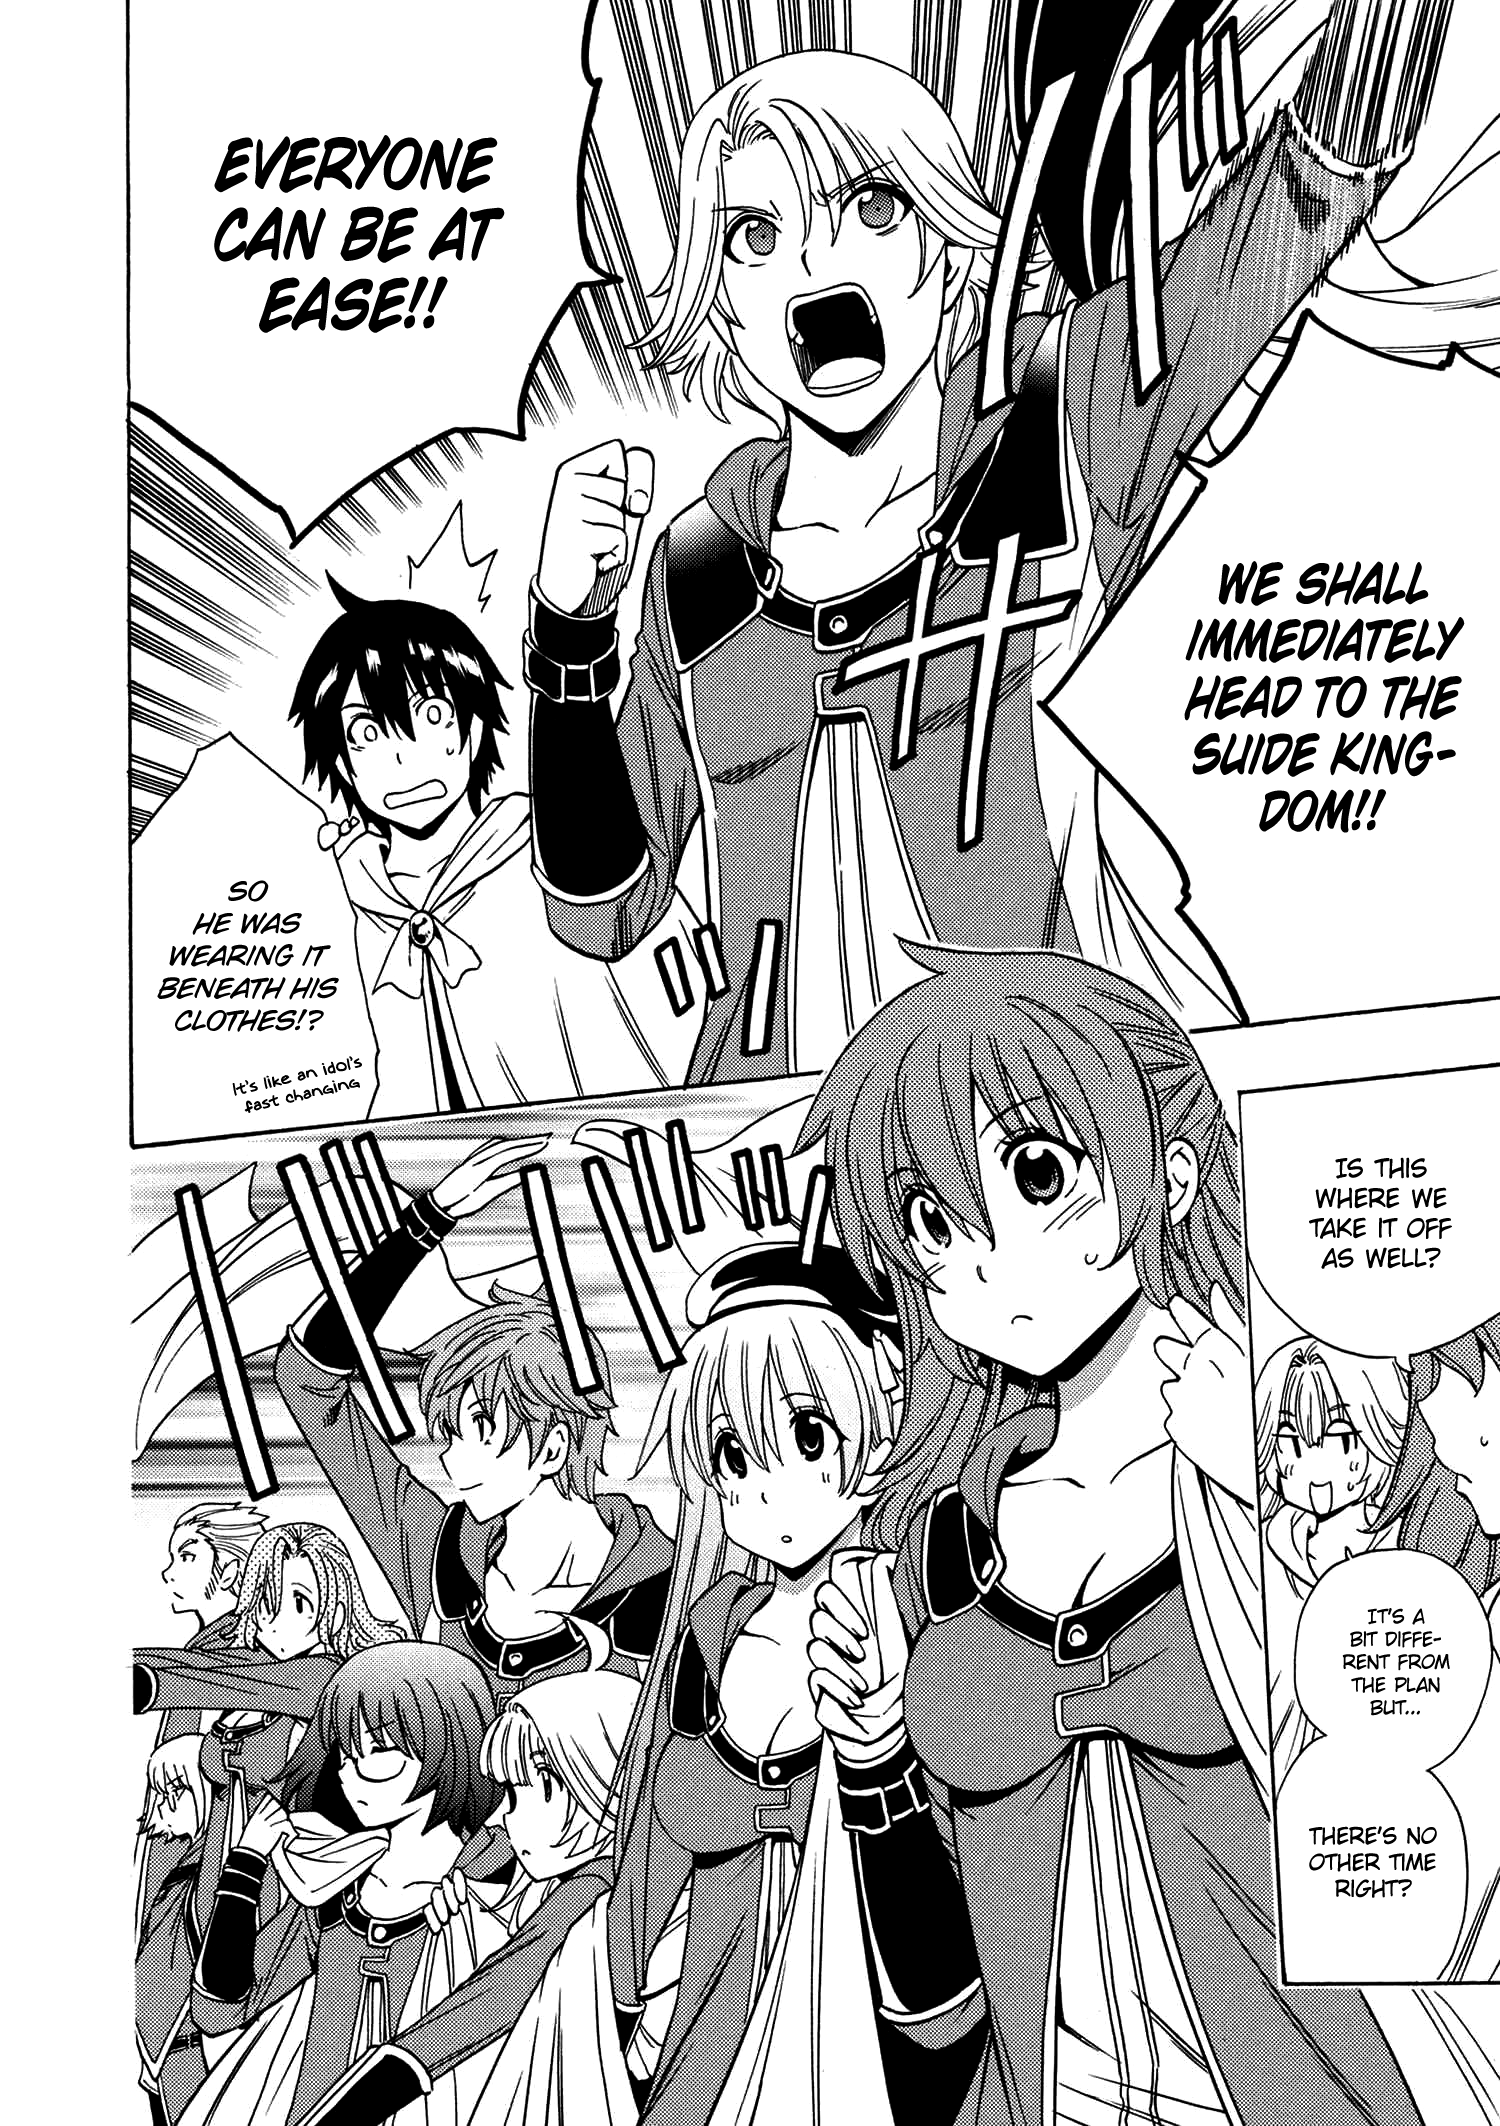 WE SHALL
IMMEDIATELY
HEAD TO THE
SUIDE KING-
DOM!!
EVERYONE
CAN BE AT
EASE!!
SO
HE WAS
WEARING IT
BENEATH HIS
CLOTHES!?
It's like an idol's
fast changing
IS THIS
WHERE WE
TAKE IT OFF
AS WELL?
IT'S A
BIT DIFFE-
RENT FROM
THE PLAN
BUT...
THERE'S NO
OTHER TIME
RIGHT?